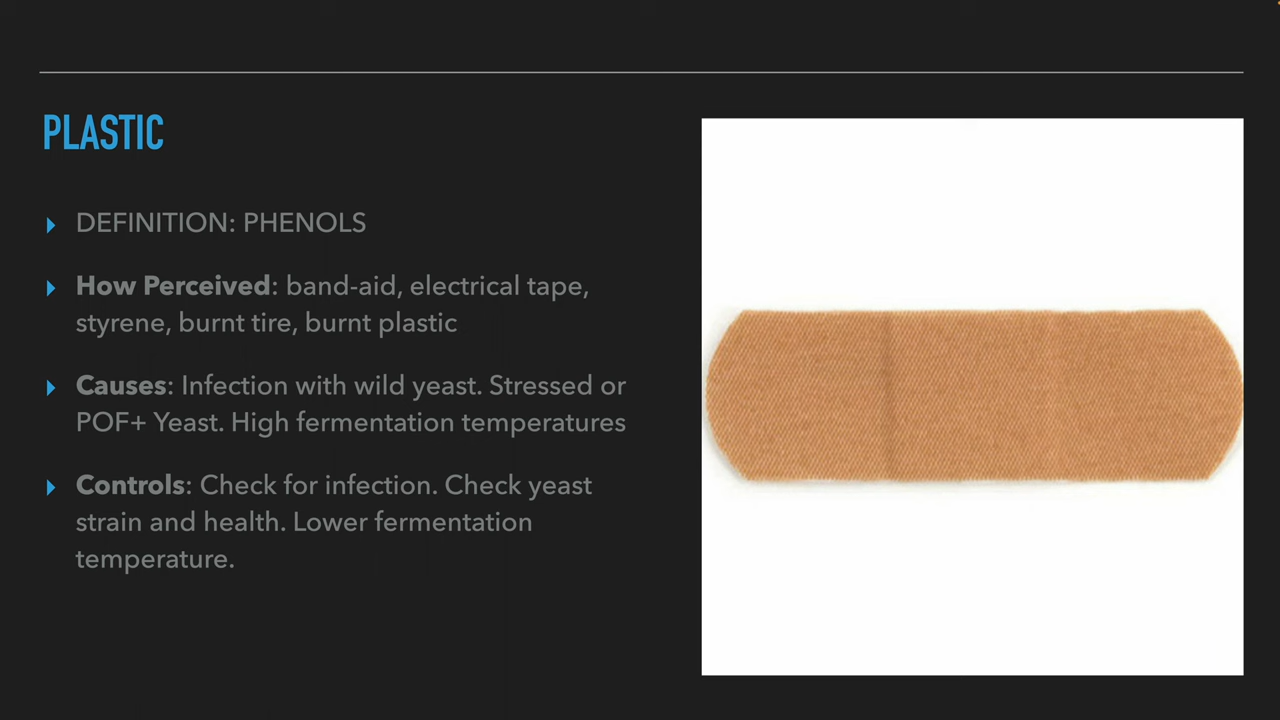 PLASTIC
DEFINITION: PHENOLS
How Perceived: band-aid, electrical tape,
styrene, burnt tire, burnt plastic
Causes: Infection with wild yeast. Stressed or
POF+ Yeast. High fermentation temperatures
Controls: Check for infection. Check yeast
strain and health. Lower fermentation
temperature.